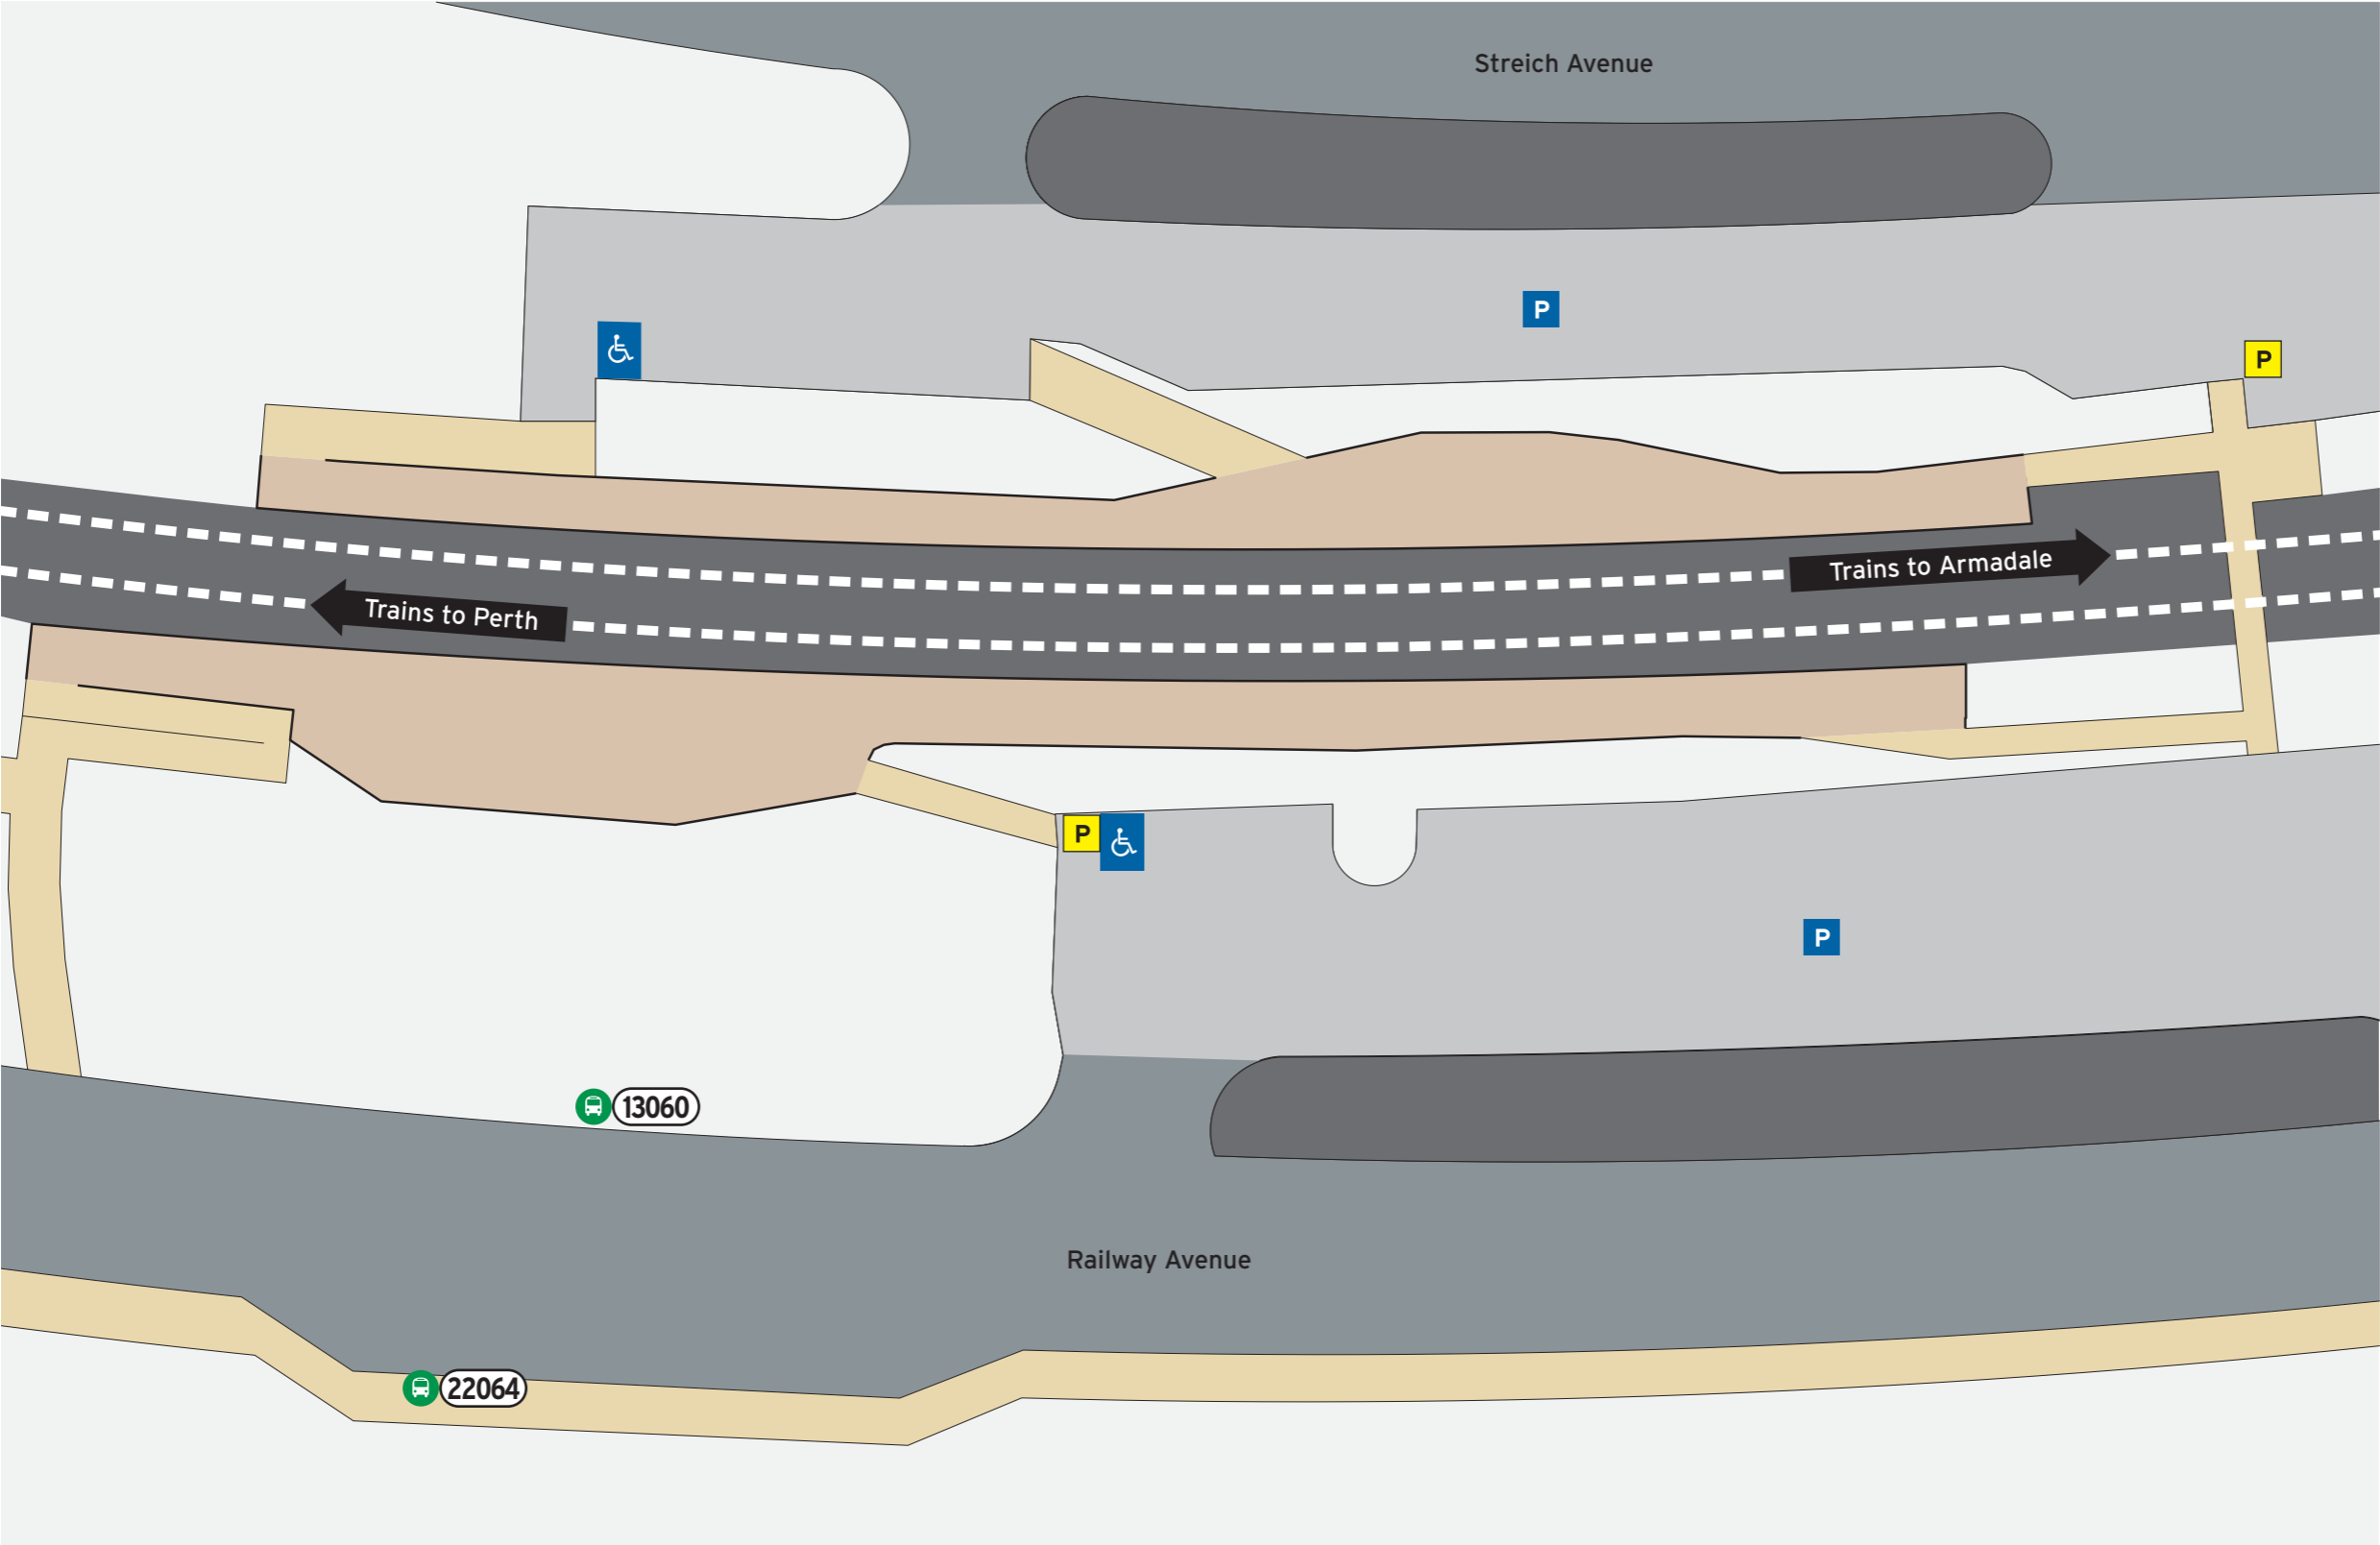 Streich Avenue
P
P
Trains to Armadale
Trains to Perth
P
P
13060
Railway Avenue
22064